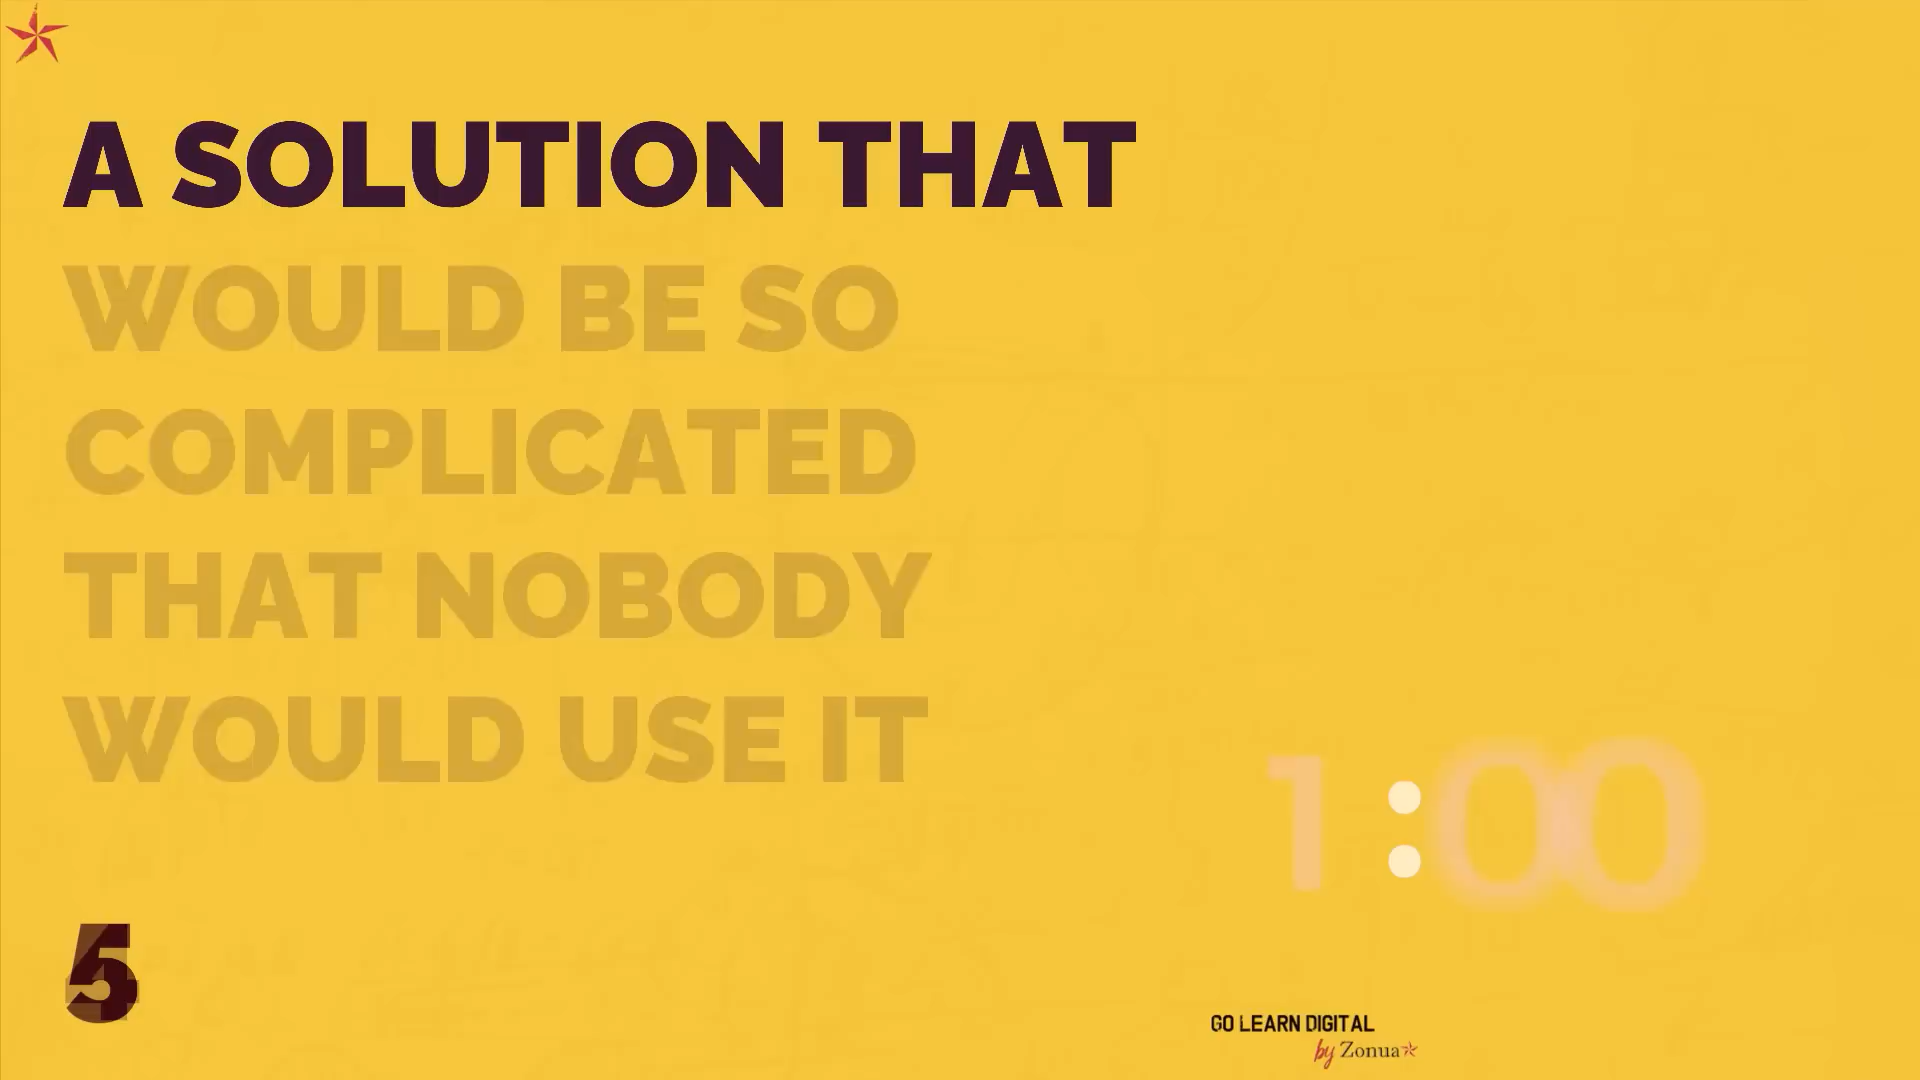 A SOLUTION THAT
WOULD BE SO
COMPLICATED
THAT NOBODY
WOULD USE IT
1:00
5
GO LEARN DIGITAL
by Zonua